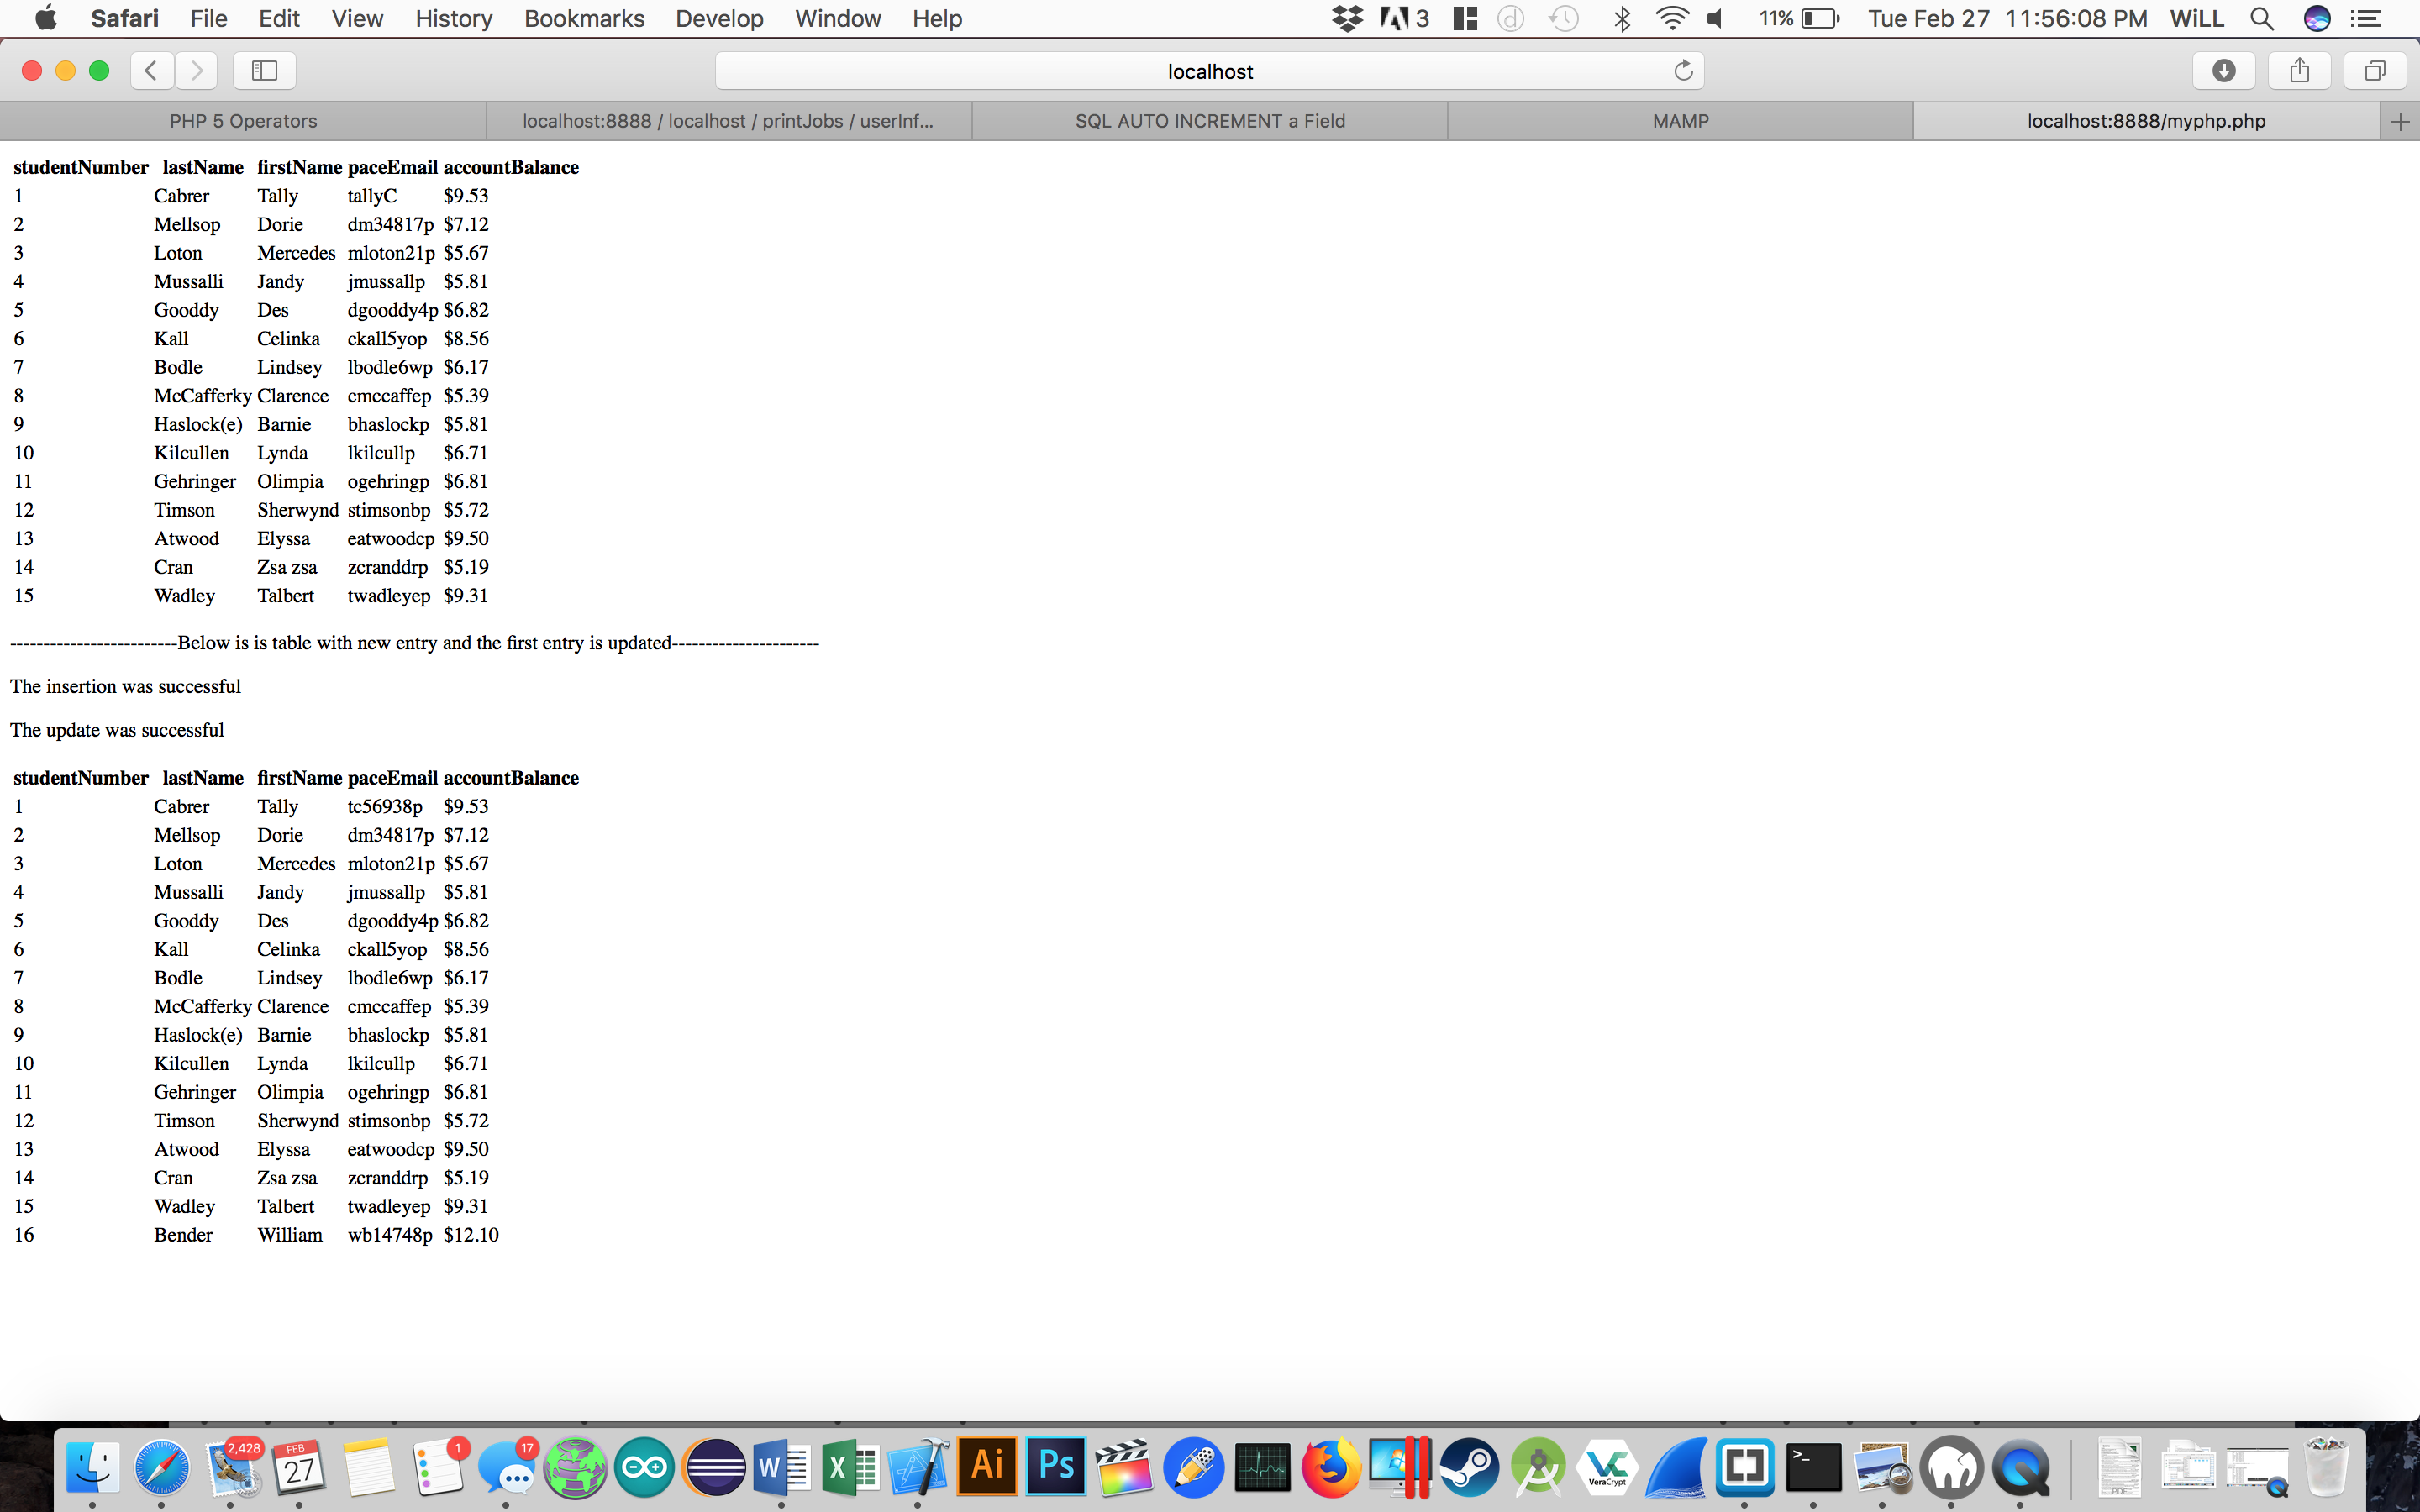 Safari File Edit View History Bookmarks Develop Window Help 3 11% Tue Feb 27 11:56:08 PM WiLL
localhost
PHP 5 Operators localhost:8888 / localhost / printJobs / userInf... SQL AUTO INCREMENT a Field MAMP localhost:8888/myphp.php
studentNumber lastName firstName paceEmail accountBalance
1 Cabrer Tally tallyC $9.53
2 Mellsop Dorie dm34817p $7.12
3 Loton Mercedes mloton21p $5.67
4 Mussalli Jandy jmussallp $5.81
5 Gooddy Des dgooddy4p $6.82
6 Kall Celinka ckall5yop $8.56
7 Bodle Lindsey lbodle6wp $6.17
8 McCafferky Clarence cmccaffep $5.39
9 Haslock(e) Barnie bhaslockp $5.81
10 Kilcullen Lynda lkilcullp $6.71
11 Gehringer Olimpia ogehringp $6.81
12 Timson Sherwynd stimsonbp $5.72
13 Atwood Elyssa eatwoodcp $9.50
14 Cran Zsa zsa zcranddrp $5.19
15 Wadley Talbert twadleyep $9.31
-------------------------Below is is table with new entry and the first entry is updated----------------------
The insertion was successful
The update was successful
studentNumber lastName firstName paceEmail accountBalance
1 Cabrer Tally tc56938p $9.53
2 Mellsop Dorie dm34817p $7.12
3 Loton Mercedes mloton21p $5.67
4 Mussalli Jandy jmussallp $5.81
5 Gooddy Des dgooddy4p $6.82
6 Kall Celinka ckall5yop $8.56
7 Bodle Lindsey lbodle6wp $6.17
8 McCafferky Clarence cmccaffep $5.39
9 Haslock(e) Barnie bhaslockp $5.81
10 Kilcullen Lynda lkilcullp $6.71
11 Gehringer Olimpia ogehringp $6.81
12 Timson Sherwynd stimsonbp $5.72
13 Atwood Elyssa eatwoodcp $9.50
14 Cran Zsa zsa zcranddrp $5.19
15 Wadley Talbert twadleyep $9.31
16 Bender William wb14748p $12.10
2,428 FEB 27 1 17 W X Ai Ps VC VeraCrypt >_ PDF